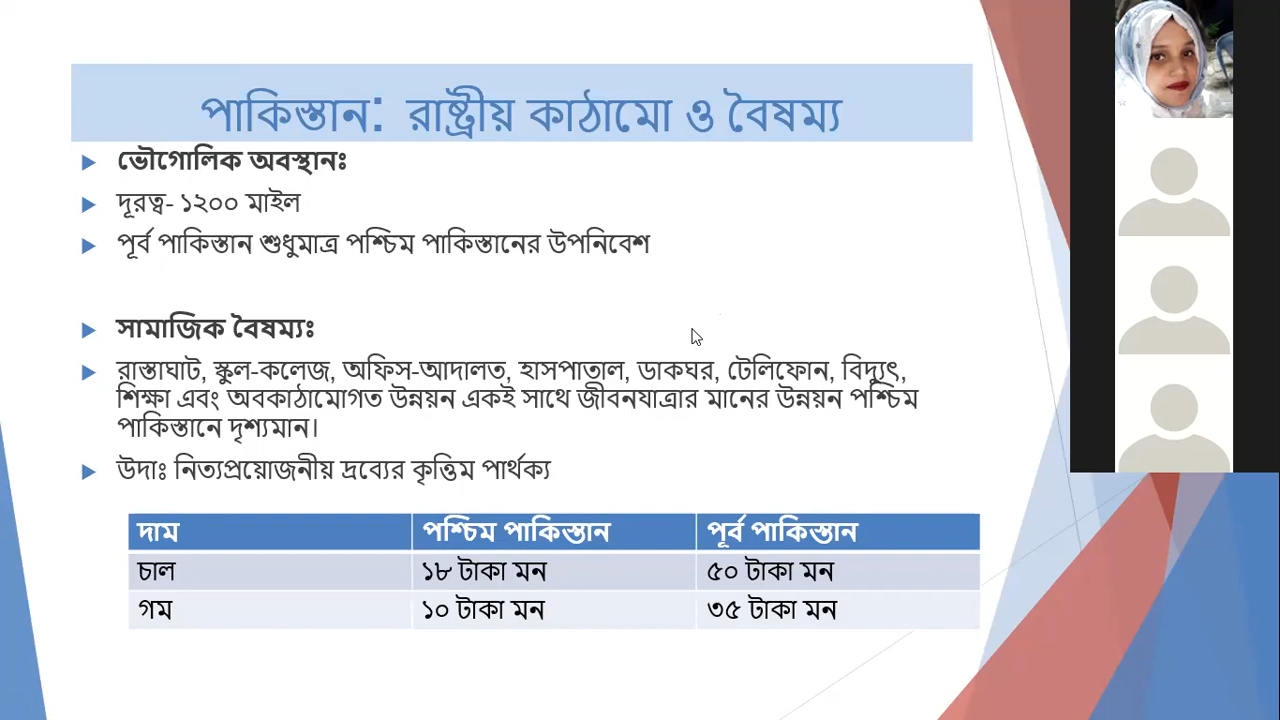 পাকিস্তান: রাষ্ট্রীয় কাঠামো ও বৈষম্য
ভৌগোলিক অবস্থানঃ
দূরত্ব- ১২০০ মাইল
পূর্ব পাকিস্তান শুধুমাত্র পশ্চিম পাকিস্তানের উপনিবেশ
সামাজিক বৈষম্যঃ
রাস্তাঘাট, স্কুল-কলেজ, অফিস-আদালত, হাসপাতাল, ডাকঘর, টেলিফোন, বিদ্যুৎ,
শিক্ষা এবং অবকাঠামোগত উন্নয়ন একই সাথে জীবনযাত্রার মানের উন্নয়ন পশ্চিম
পাকিস্তানে দৃশ্যমান।
উদাঃ নিত্যপ্রয়োজনীয় দ্রব্যের কৃত্তিম পার্থক্য
দাম পশ্চিম পাকিস্তান পূর্ব পাকিস্তান
চাল ১৮ টাকা মন ৫০ টাকা মন
গম ১০ টাকা মন ৩৫ টাকা মন